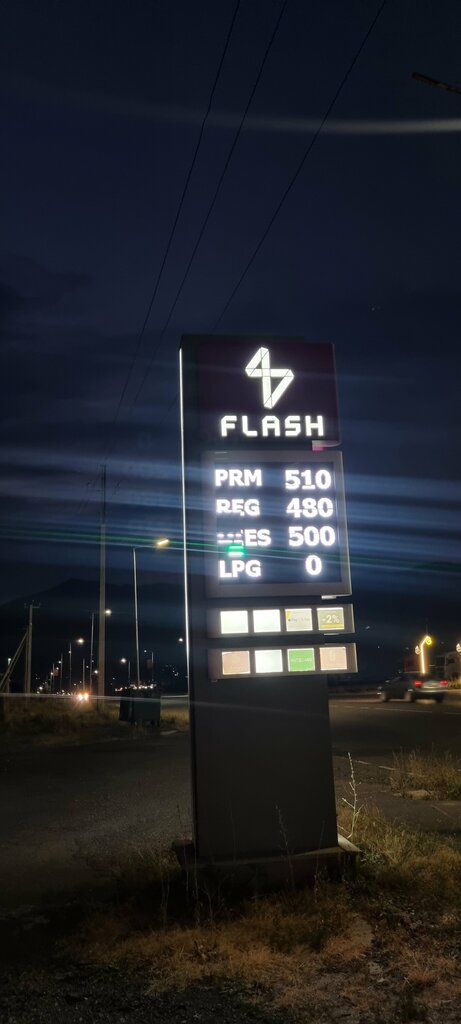 FLASH
PRM 510
REG 480
ES 500
LPG 0
-2%